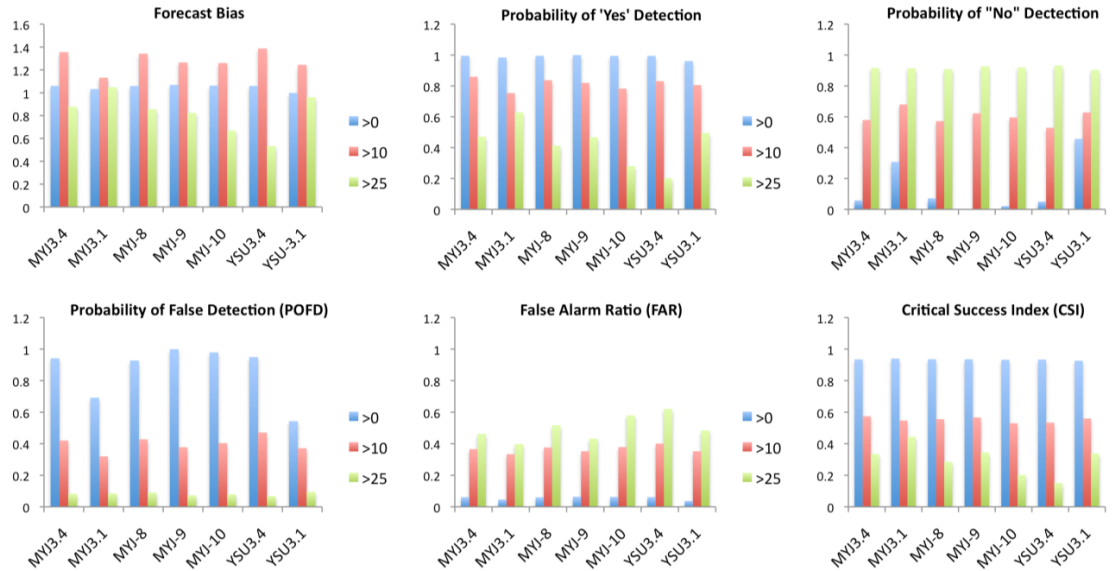 Forecast Bias
1.6
1.4
1.2
1
0.8
0.6
0.4
0.2
0
MYJ3.4
MYJ3.1
MYJ-8
MYJ-9
MYJ-10
YSU3.4
YSU-3.1
>0
>10
>25
Probability of 'Yes' Detection
1.2
1
0.8
0.6
0.4
0.2
0
MYJ3.4
MYJ3.1
MYJ-8
MYJ-9
MYJ-10
YSU3.4
YSU3.1
>0
>10
>25
Probability of "No" Dectection
1.2
1
0.8
0.6
0.4
0.2
0
MYJ3.4
MYJ3.1
MYJ-8
MYJ-9
MYJ-10
YSU3.4
YSU3.1
>0
>10
>25
Probability of False Detection (POFD)
1.2
1
0.8
0.6
0.4
0.2
0
MYJ3.4
MYJ3.1
MYJ-8
MYJ-9
MYJ-10
YSU3.4
YSU3.1
>0
>10
>25
False Alarm Ratio (FAR)
1.2
1
0.8
0.6
0.4
0.2
0
MYJ3.4
MYJ3.1
MYJ-8
MYJ-9
MYJ-10
YSU3.4
YSU3.1
>0
>10
>25
Critical Success Index (CSI)
1.2
1
0.8
0.6
0.4
0.2
0
MYJ3.4
MYJ3.1
MYJ-8
MYJ-9
MYJ-10
YSU3.4
YSU3.1
>0
>10
>25